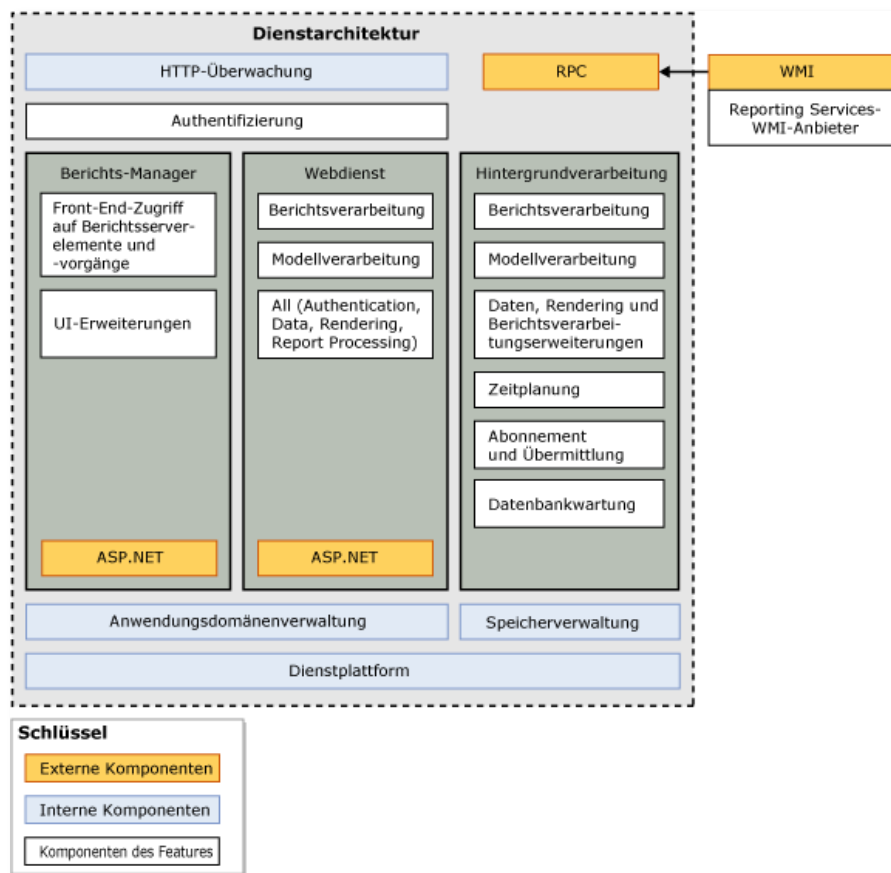 Dienstarchitektur
HTTP-Überwachung
RPC
WMI
Reporting Services-
WMI-Anbieter
Authentifizierung
Berichts-Manager
Front-End-Zugriff
auf Berichtsserver-
elemente und
-vorgänge
UI-Erweiterungen
ASP.NET
Webdienst
Berichtsverarbeitung
Modellverarbeitung
All (Authentication,
Data, Rendering,
Report Processing)
ASP.NET
Hintergrundverarbeitung
Berichtsverarbeitung
Modellverarbeitung
Daten, Rendering und
Berichtsverarbei-
tungserweiterungen
Zeitplanung
Abonnement
und Übermittlung
Datenbankwartung
Anwendungsdomänenverwaltung
Speicherverwaltung
Dienstplattform
Schlüssel
Externe Komponenten
Interne Komponenten
Komponenten des Features